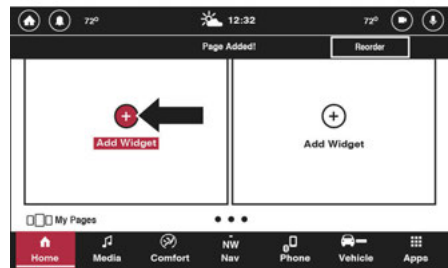 72° 12:32 72°
Page Added! Reorder
Add Widget Add Widget
My Pages
NW
Home Media Comfort Nav Phone Vehicle Apps